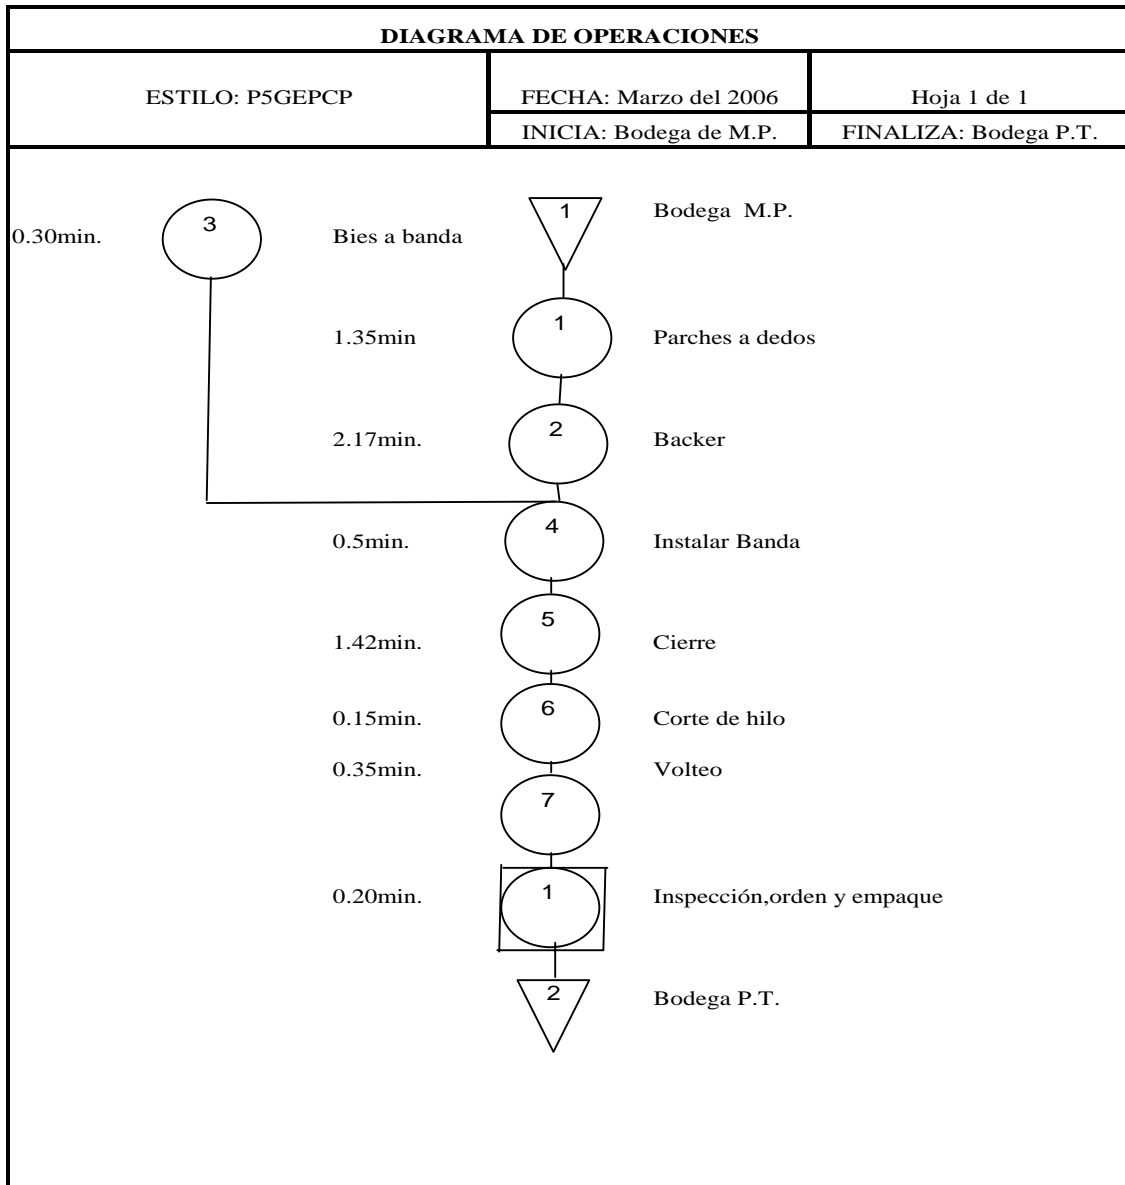 DIAGRAMA DE OPERACIONES
ESTILO: P5GEPCP
FECHA: Marzo del 2006
Hoja 1 de 1
INICIA: Bodega de M.P.
FINALIZA: Bodega P.T.
1
Bodega M.P.
0.30min.
3
Bies a banda
1.35min
1
Parches a dedos
2.17min.
2
Backer
0.5min.
4
Instalar Banda
1.42min.
5
Cierre
0.15min.
6
Corte de hilo
0.35min.
7
Volteo
0.20min.
1
Inspección,orden y empaque
2
Bodega P.T.